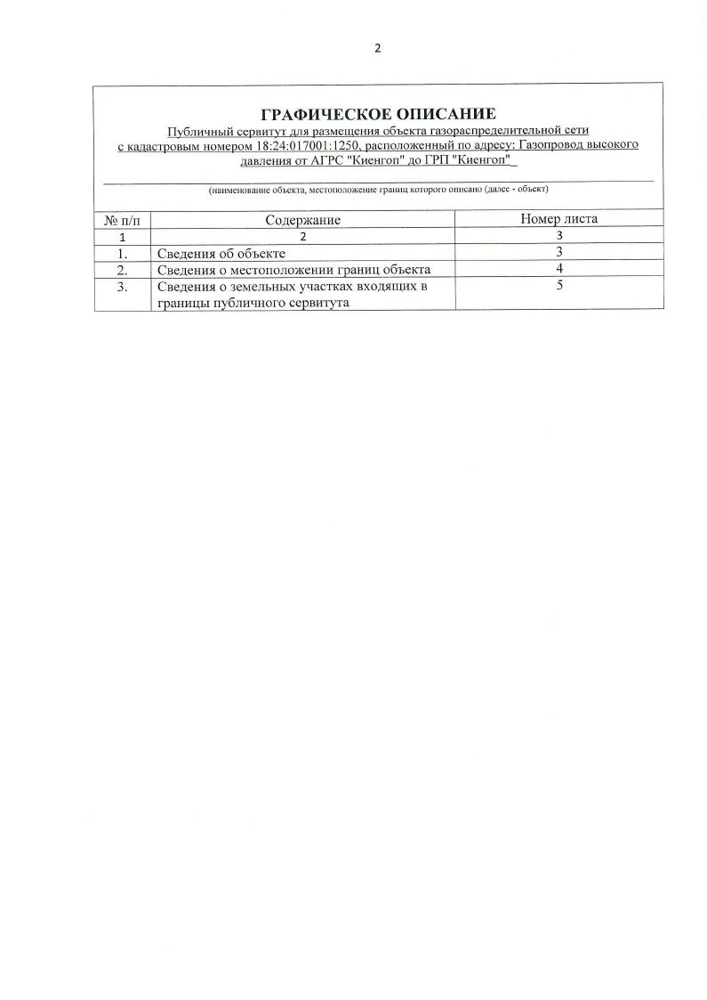 2
ГРАФИЧЕСКОЕ ОПИСАНИЕ
Публичный сервитут для размещения объекта газораспределительной сети
с кадастровым номером 18:24:017001:1250, расположенный по адресу: Газопровод высокого
давления от АГРС "Киенгоп" до ГРП "Киенгоп"_
(наименование объекта, местоположение границ которого описано (далее - объект)
№ п/п Содержание Номер листа
1 2 3
1. Сведения об объекте 3
2. Сведения о местоположении границ объекта 4
3. Сведения о земельных участках входящих в 5
границы публичного сервитута